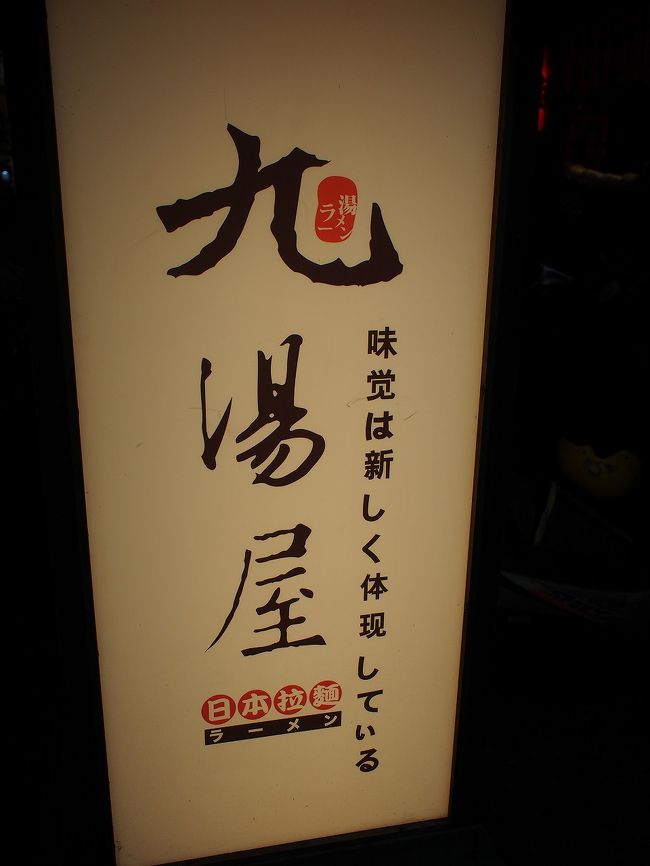 九湯屋
湯
ラーメン
味覚は新しく体現している
日本拉麺
ラーメン